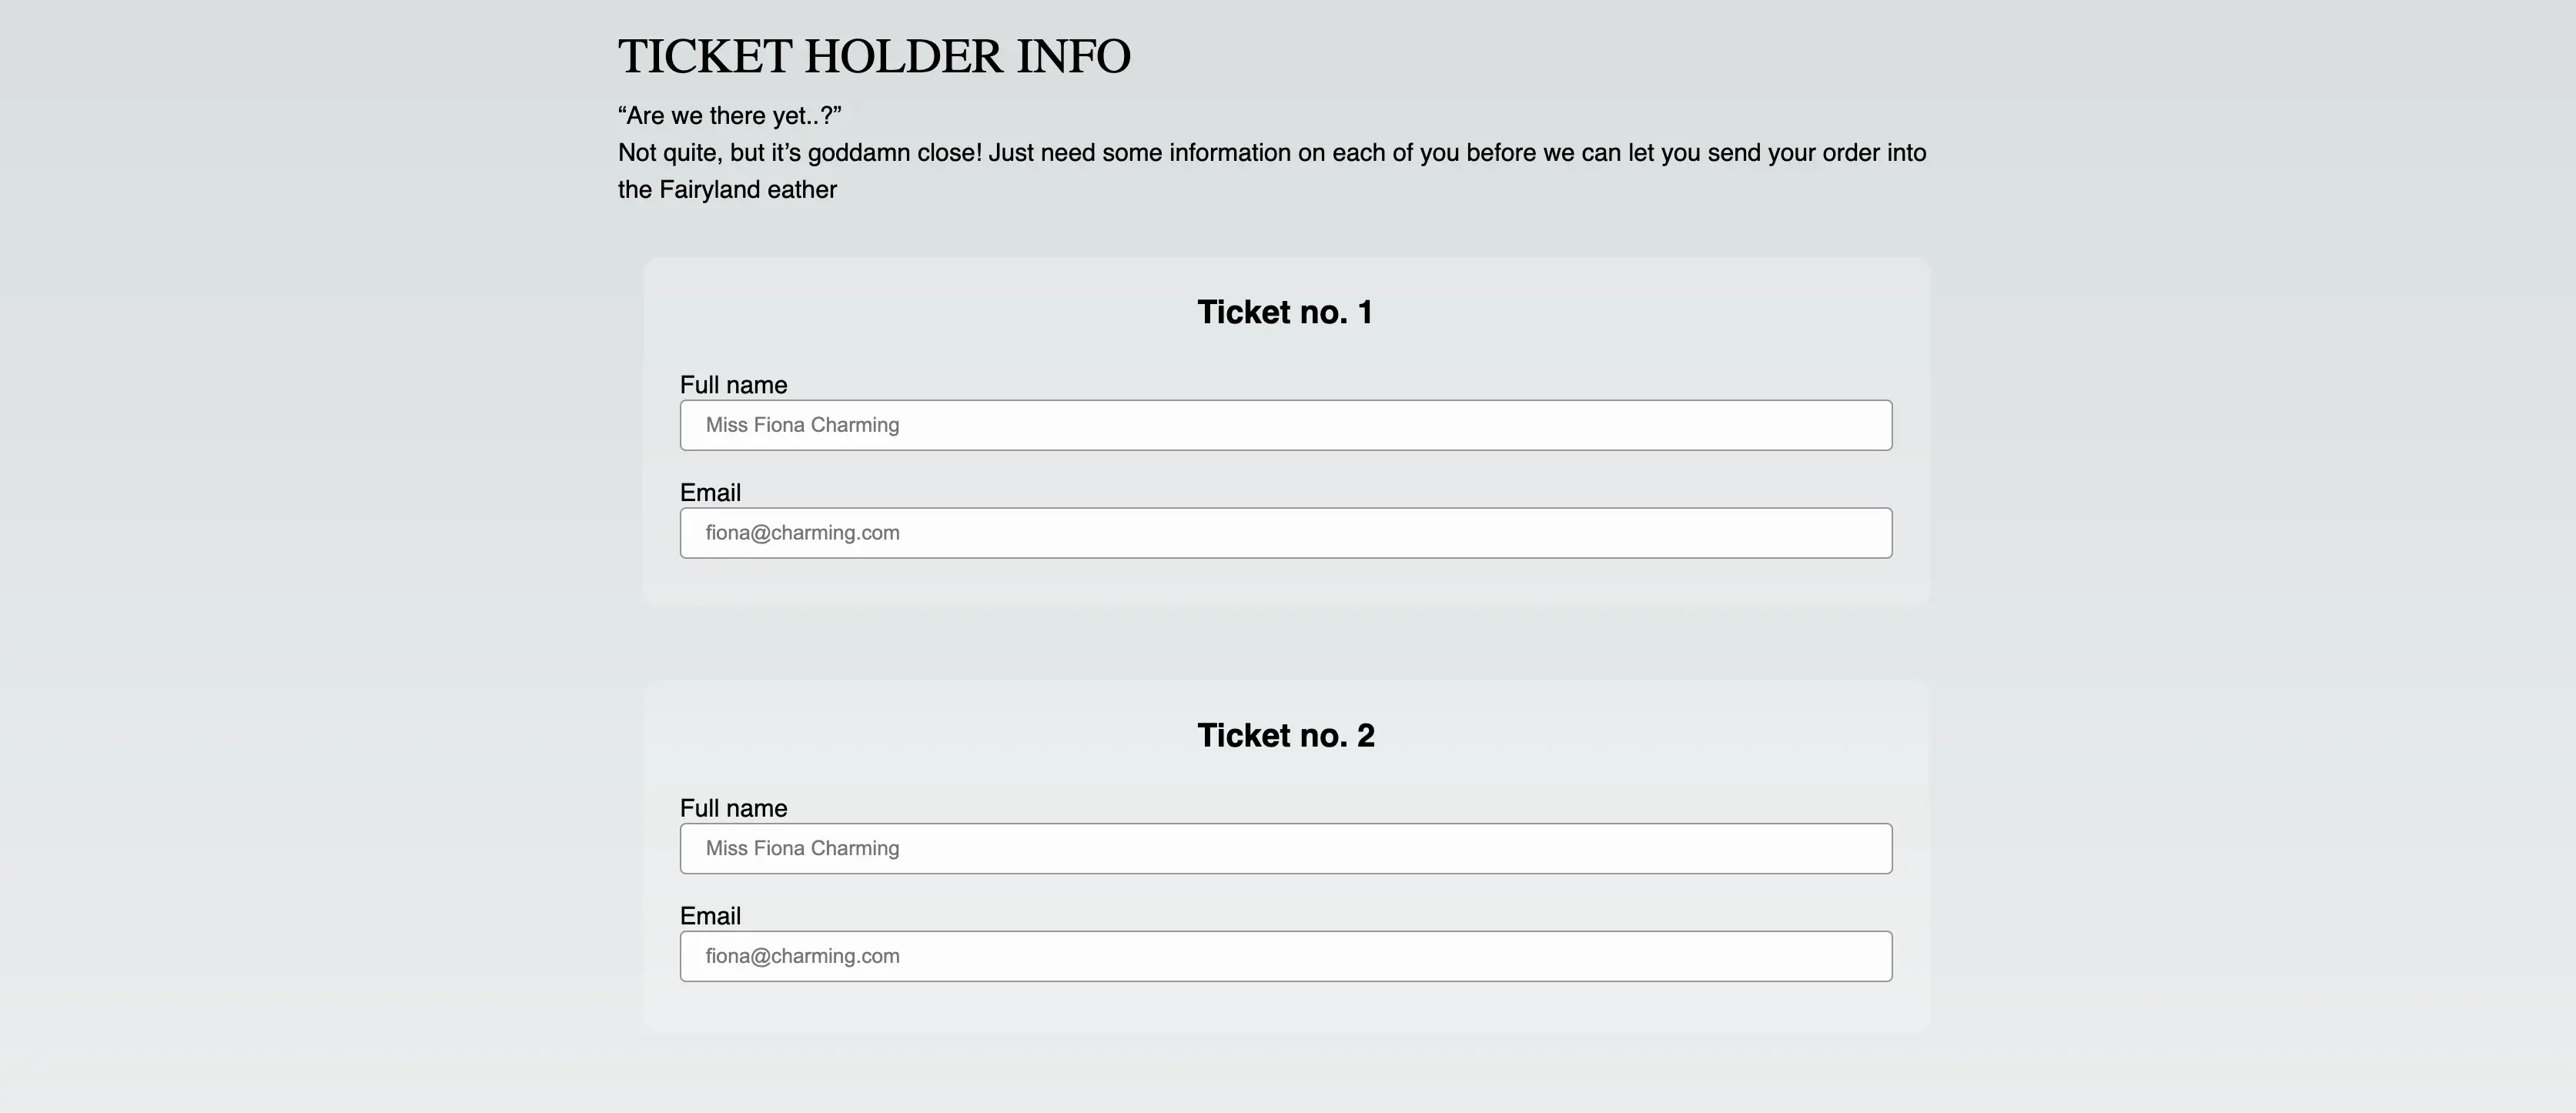 TICKET HOLDER INFO
“Are we there yet..?”
Not quite, but it’s goddamn close! Just need some information on each of you before we can let you send your order into
the Fairyland eather
Ticket no. 1
Full name
Miss Fiona Charming
Email
fiona@charming.com
Ticket no. 2
Full name
Miss Fiona Charming
Email
fiona@charming.com